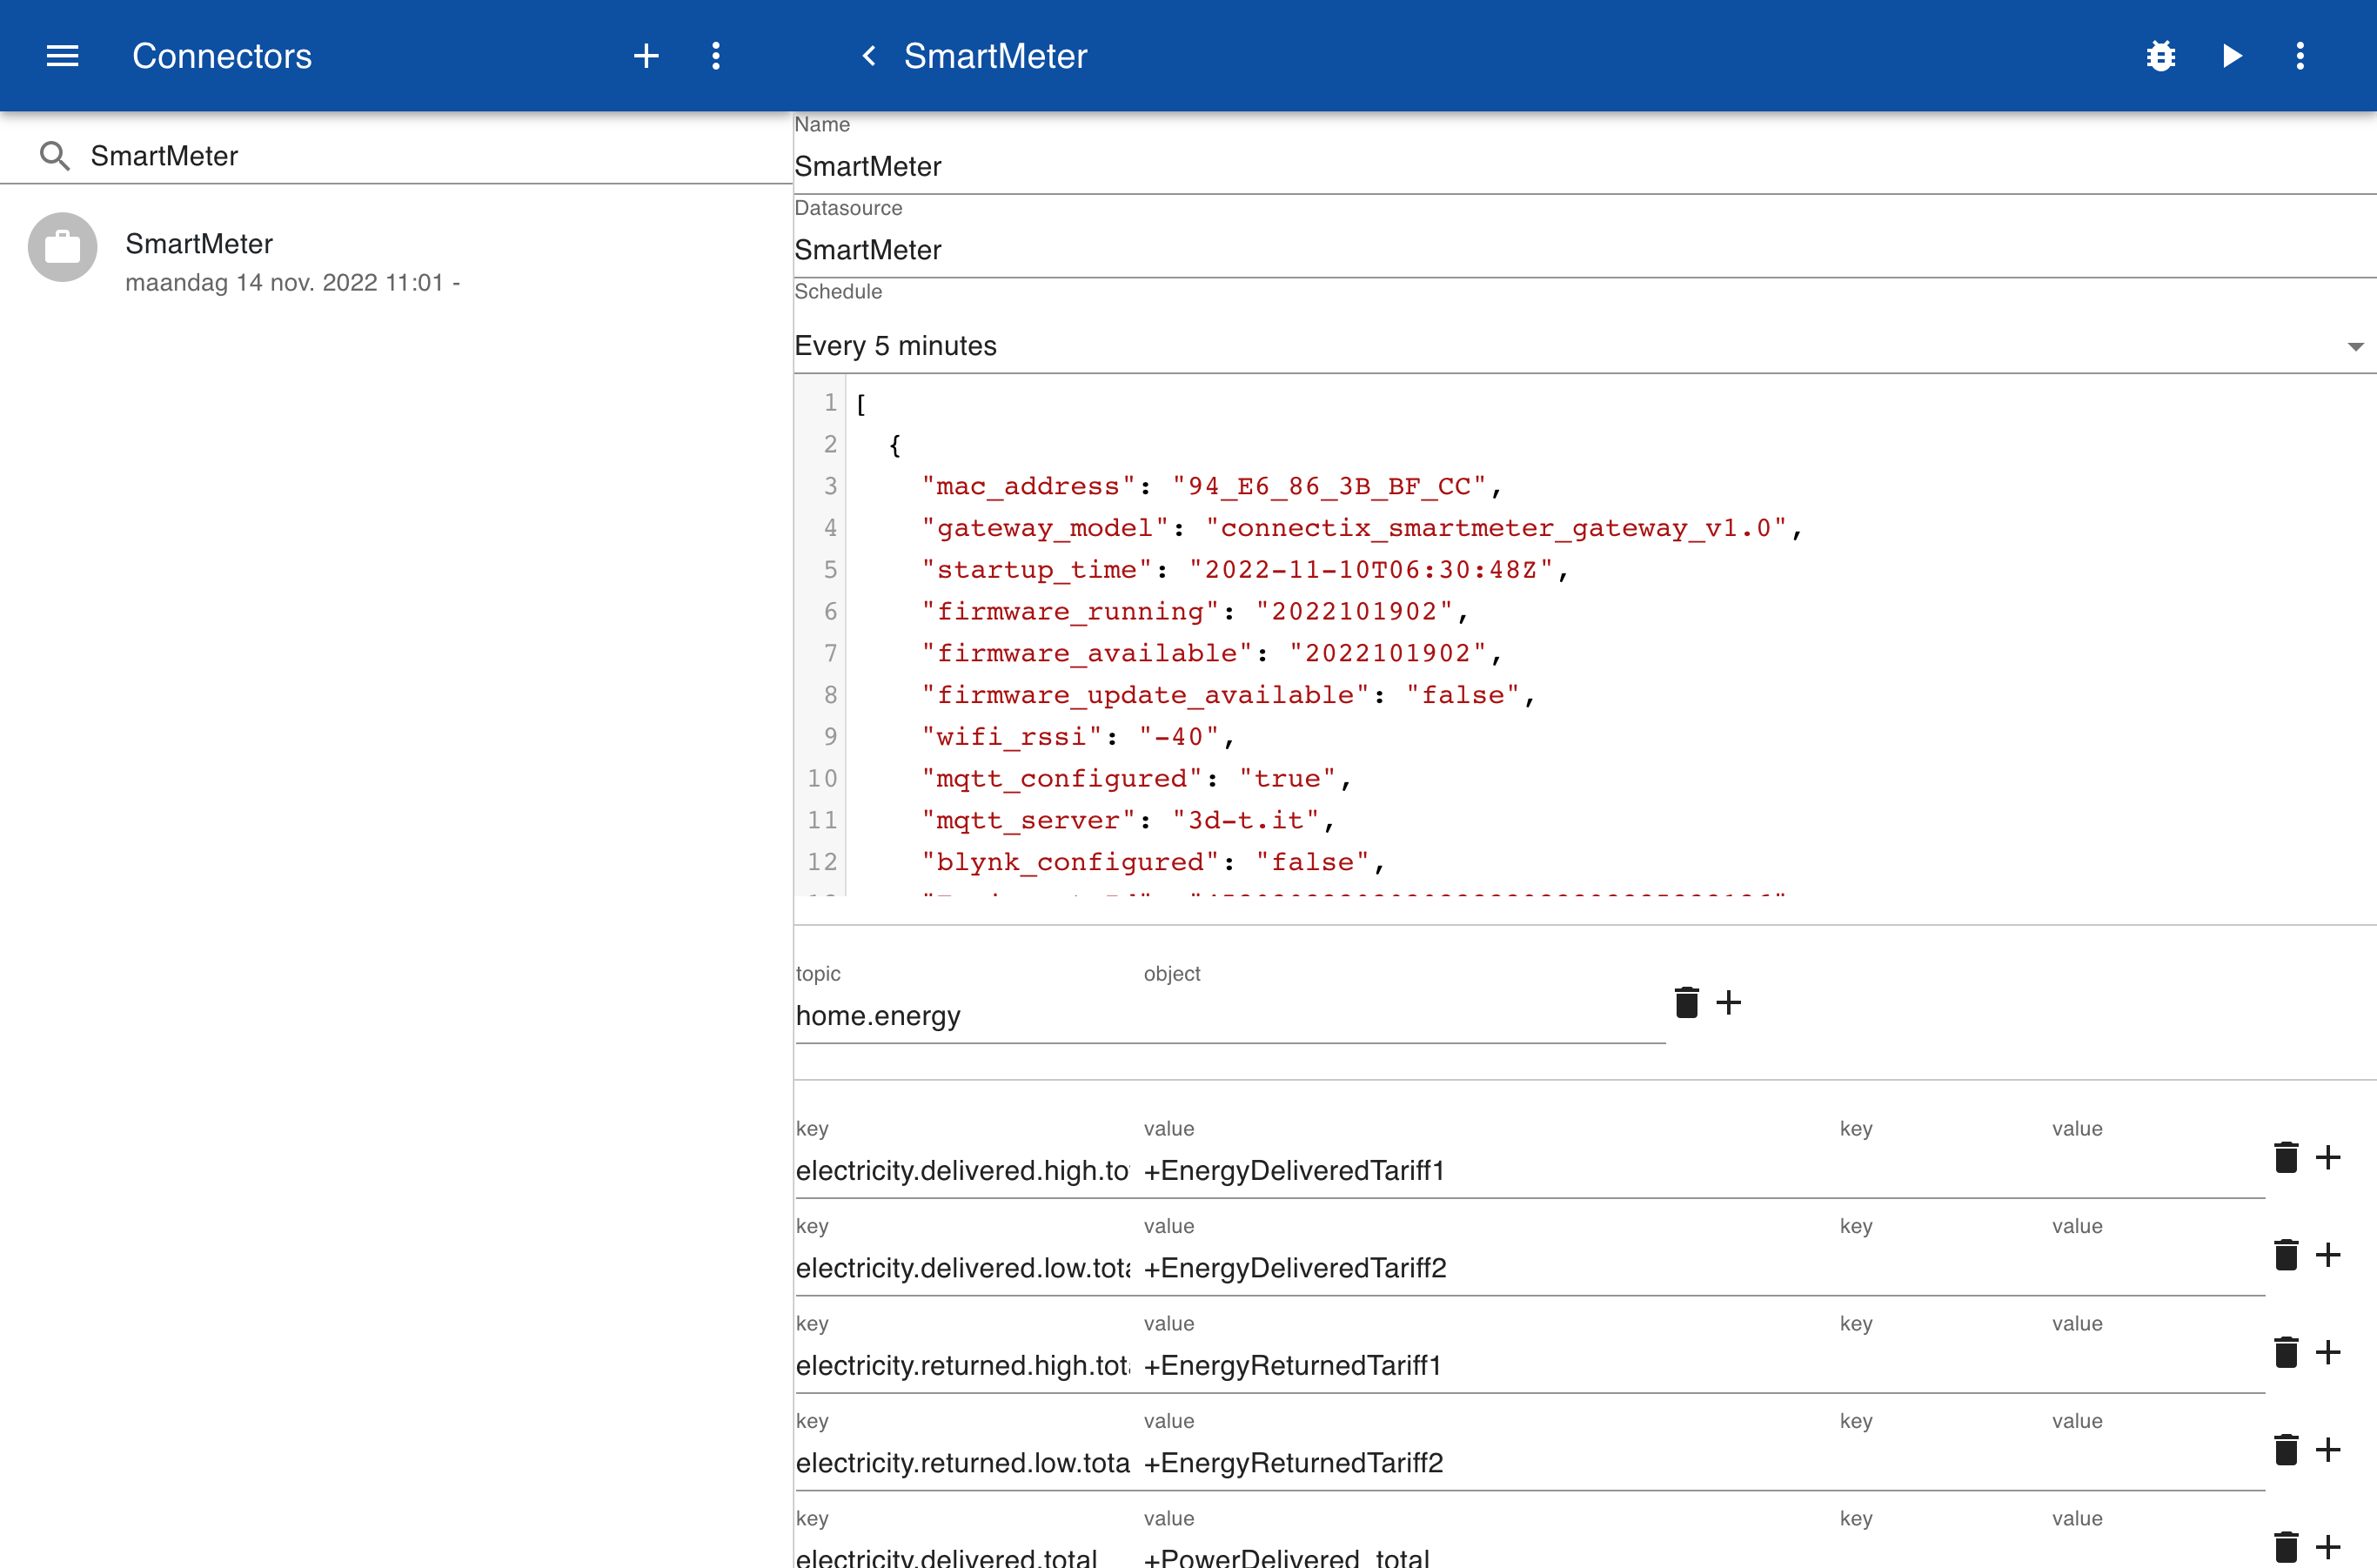 Connectors
SmartMeter
SmartMeter
SmartMeter
maandag 14 nov. 2022 11:01 -
Name
SmartMeter
Datasource
SmartMeter
Schedule
Every 5 minutes
1 [
2 {
3 "mac_address": "94_E6_86_3B_BF_CC",
4 "gateway_model": "connectix_smartmeter_gateway_v1.0",
5 "startup_time": "2022-11-10T06:30:48Z",
6 "firmware_running": "2022101902",
7 "firmware_available": "2022101902",
8 "firmware_update_available": "false",
9 "wifi_rssi": "-40",
10 "mqtt_configured": "true",
11 "mqtt_server": "3d-t.it",
12 "blynk_configured": "false",
topic object
home.energy
key value key value
electricity.delivered.high.to +EnergyDeliveredTariff1
key value key value
electricity.delivered.low.tota +EnergyDeliveredTariff2
key value key value
electricity.returned.high.tot +EnergyReturnedTariff1
key value key value
electricity.returned.low.tota +EnergyReturnedTariff2
key value key value
electricity.delivered.total +PowerDelivered_total